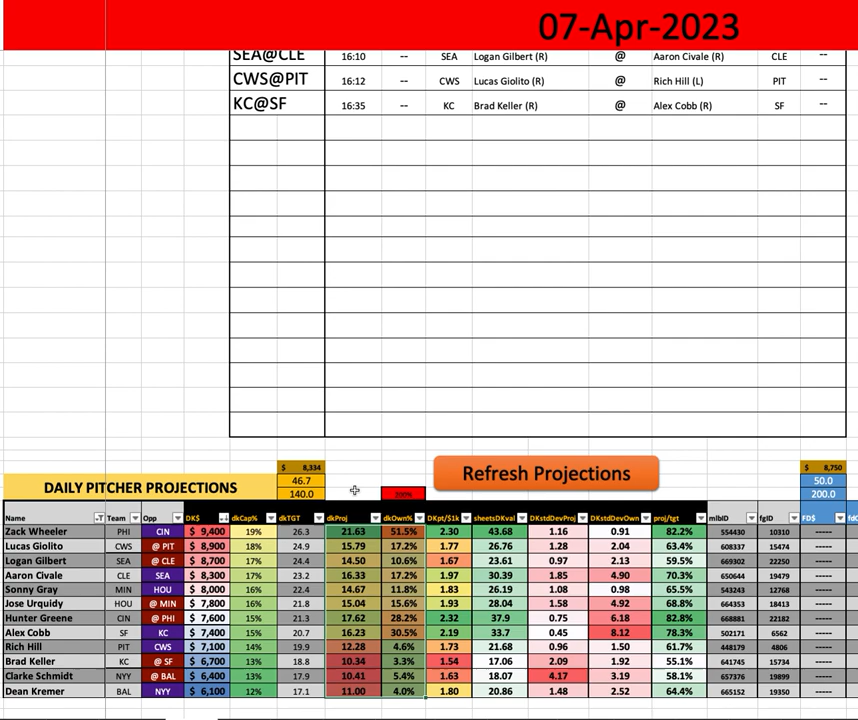 07-Apr-2023
SEA@CLE 16:10 -- SEA Logan Gilbert (R) @ Aaron Civale (R) CLE --
CWS@PIT 16:12 -- CWS Lucas Giolito (R) @ Rich Hill (L) PIT --
KC@SF 16:35 -- KC Brad Keller (R) @ Alex Cobb (R) SF --
$ 8,334 $ 8,750
DAILY PITCHER PROJECTIONS 46.7 Refresh Projections 50.0
140.0 200% 200.0
Name Team Opp DK$ dkCap% dkTGT dkProj dkOwn% DKpt/$1k sheetsDKval DKstdDevProj DKstdDevOwn proj/tgt mlbID fgID FD$
Zack Wheeler PHI CIN $ 9,400 19% 26.3 21.63 51.5% 2.30 43.68 1.16 0.91 82.2% 554430 10310 -----
Lucas Giolito CWS @ PIT $ 8,900 18% 24.9 15.79 17.2% 1.77 26.76 1.28 2.04 63.4% 608337 15474 -----
Logan Gilbert SEA @ CLE $ 8,700 17% 24.4 14.50 10.6% 1.67 23.61 0.97 2.13 59.5% 669302 22250 -----
Aaron Civale CLE SEA $ 8,300 17% 23.2 16.33 17.2% 1.97 30.39 1.85 4.90 70.3% 650644 19479 -----
Sonny Gray MIN HOU $ 8,000 16% 22.4 14.67 11.8% 1.83 26.19 1.08 0.98 65.5% 543243 12768 -----
Jose Urquidy HOU @ MIN $ 7,800 16% 21.8 15.04 15.6% 1.93 28.04 1.58 4.92 68.8% 664353 18413 -----
Hunter Greene CIN @ PHI $ 7,600 15% 21.3 17.62 28.2% 2.32 37.9 0.75 6.18 82.8% 668881 22182 -----
Alex Cobb SF KC $ 7,400 15% 20.7 16.23 30.5% 2.19 33.7 0.45 8.12 78.3% 502171 6562 -----
Rich Hill PIT CWS $ 7,100 14% 19.9 12.28 6.0% 1.73 21.68 0.96 1.50 61.7% 448179 4806 -----
Brad Keller KC @ SF $ 6,700 13% 18.8 10.34 3.3% 1.54 17.06 2.09 1.92 55.1% 641745 15734 -----
Clarke Schmidt NYY @ BAL $ 6,400 13% 17.9 10.41 5.4% 1.63 18.07 4.17 3.19 58.1% 657376 19899 -----
Dean Kremer BAL NYY $ 6,100 12% 17.1 11.00 4.0% 1.80 20.86 1.48 2.52 64.4% 665152 19350 -----